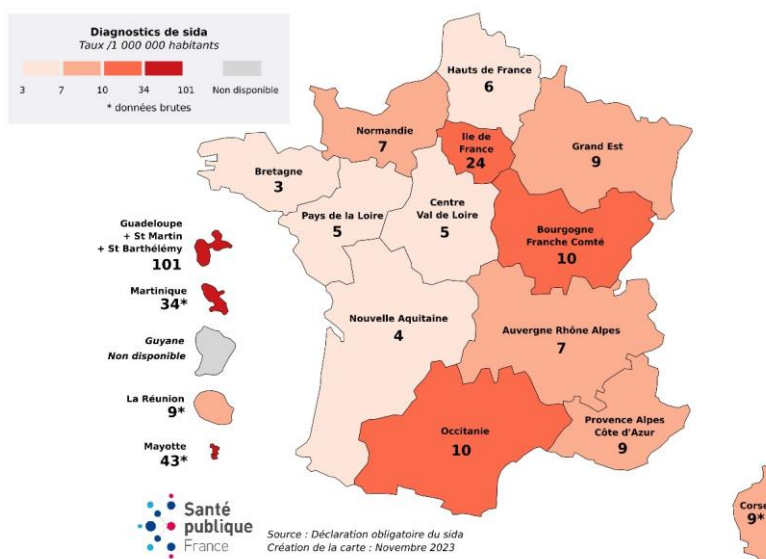 Diagnostics de sida
Taux /1 000 000 habitants
3 7 10 34 101 Non disponible
* données brutes
Hauts de France
6
Normandie
7
Ile de
France
24
Grand Est
9
Bretagne
3
Pays de la Loire
5
Centre
Val de Loire
5
Bourgogne
Franche Comté
10
Guadeloupe
+ St Martin
+ St Barthélémy
101
Martinique
34*
Nouvelle Aquitaine
4
Auvergne Rhône Alpes
7
Guyane
Non disponible
La Réunion
9*
Mayotte
43*
Occitanie
10
Provence Alpes
Côte d'Azur
9
Corse
9*
Santé
publique
France
Source : Déclaration obligatoire du sida
Création de la carte : Novembre 2023